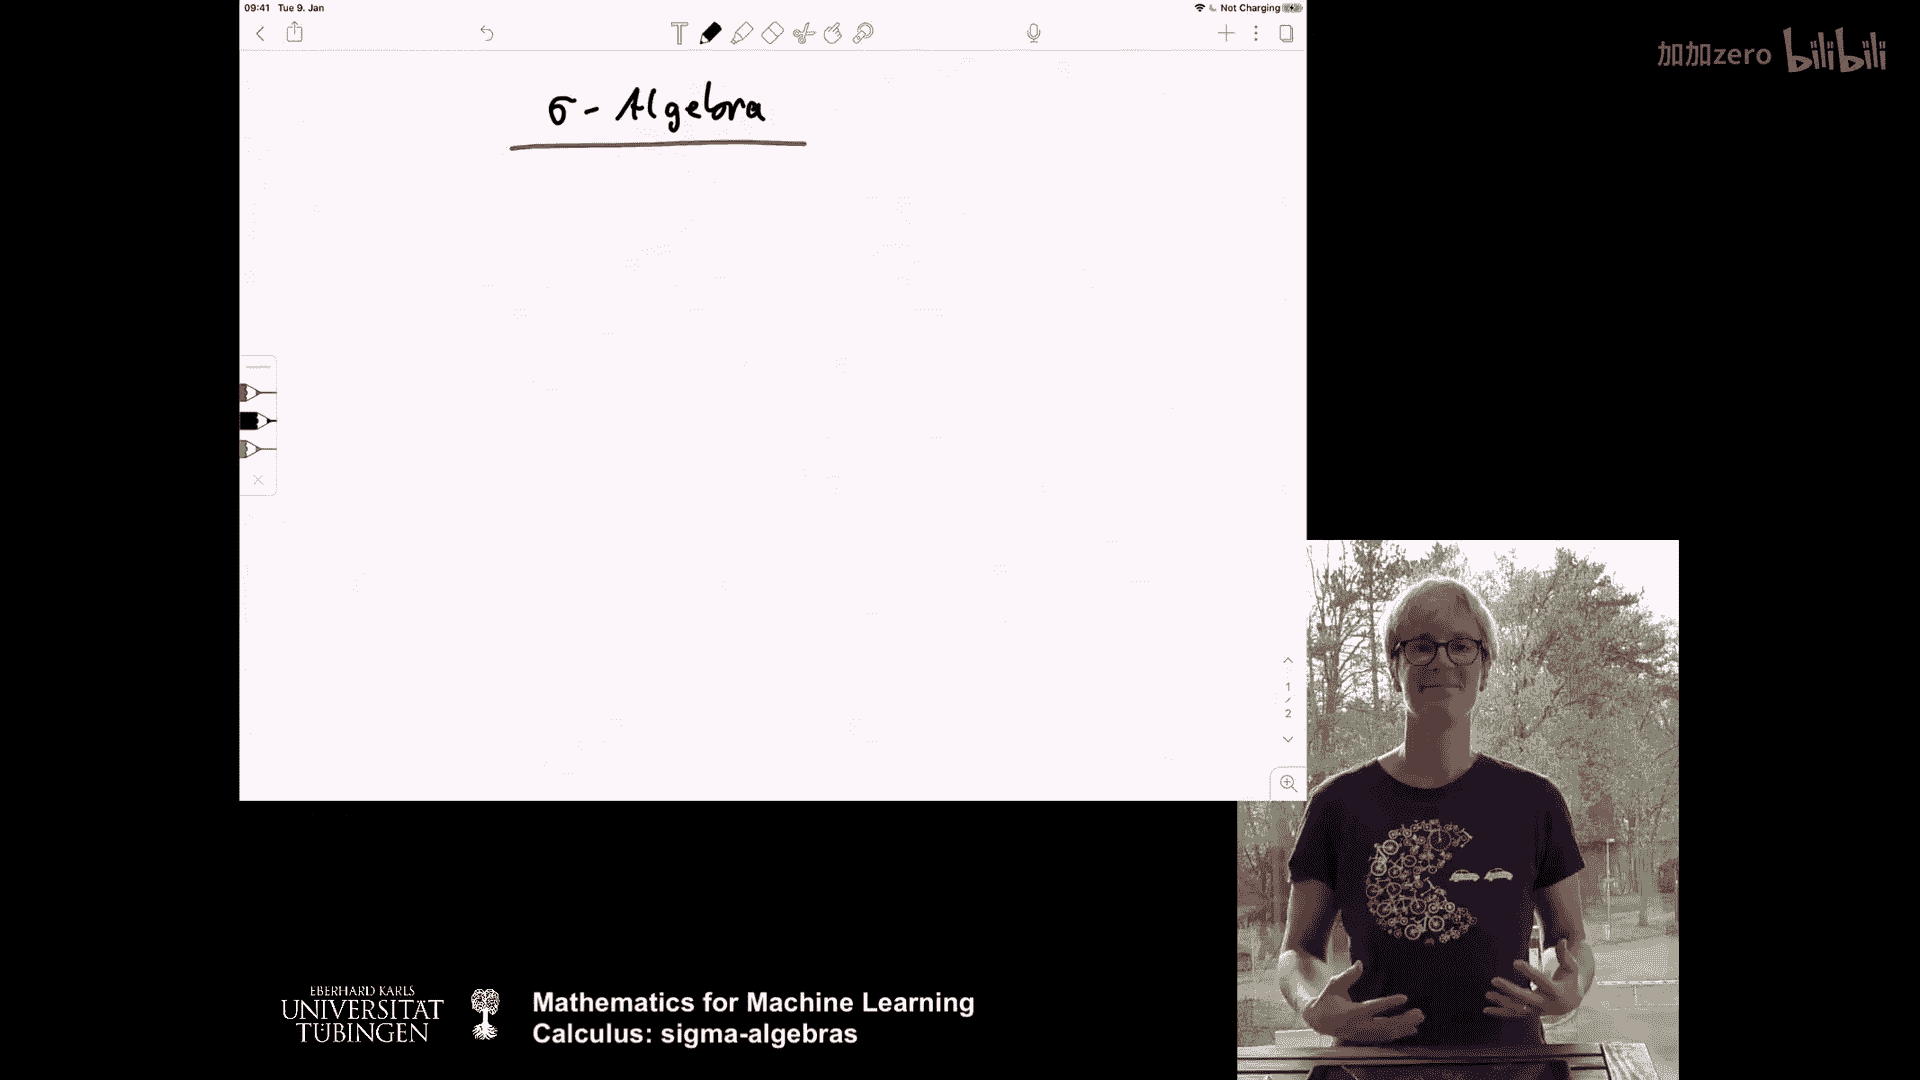 09:41 Tue 9. Jan
Not Charging
T
加加zero bilibili
σ - Algebra
1
2
EBERHARD KARLS
UNIVERSITÄT
TÜBINGEN
Mathematics for Machine Learning
Calculus: sigma-algebras